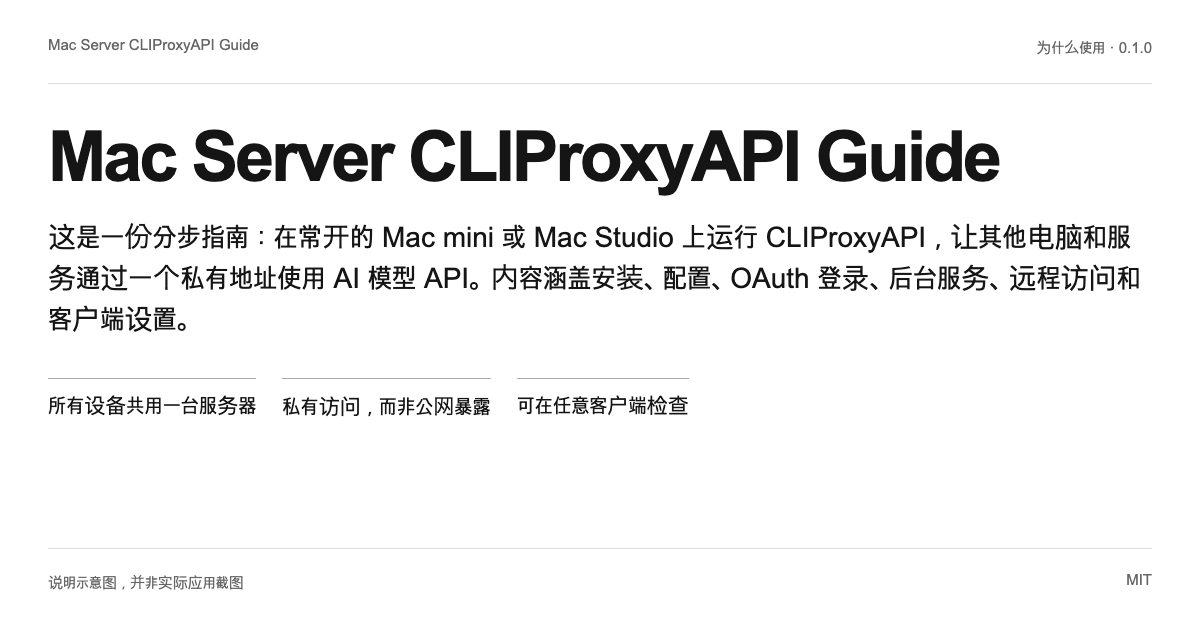 Mac Server CLIProxyAPI Guide
为什么使用 · 0.1.0
Mac Server CLIProxyAPI Guide
这是一份分步指南：在常开的 Mac mini 或 Mac Studio 上运行 CLIProxyAPI，让其他电脑和服
务通过一个私有地址使用 AI 模型 API。内容涵盖安装、配置、OAuth 登录、后台服务、远程访问和
客户端设置。
所有设备共用一台服务器
私有访问，而非公网暴露
可在任意客户端检查
说明示意图，并非实际应用截图
MIT